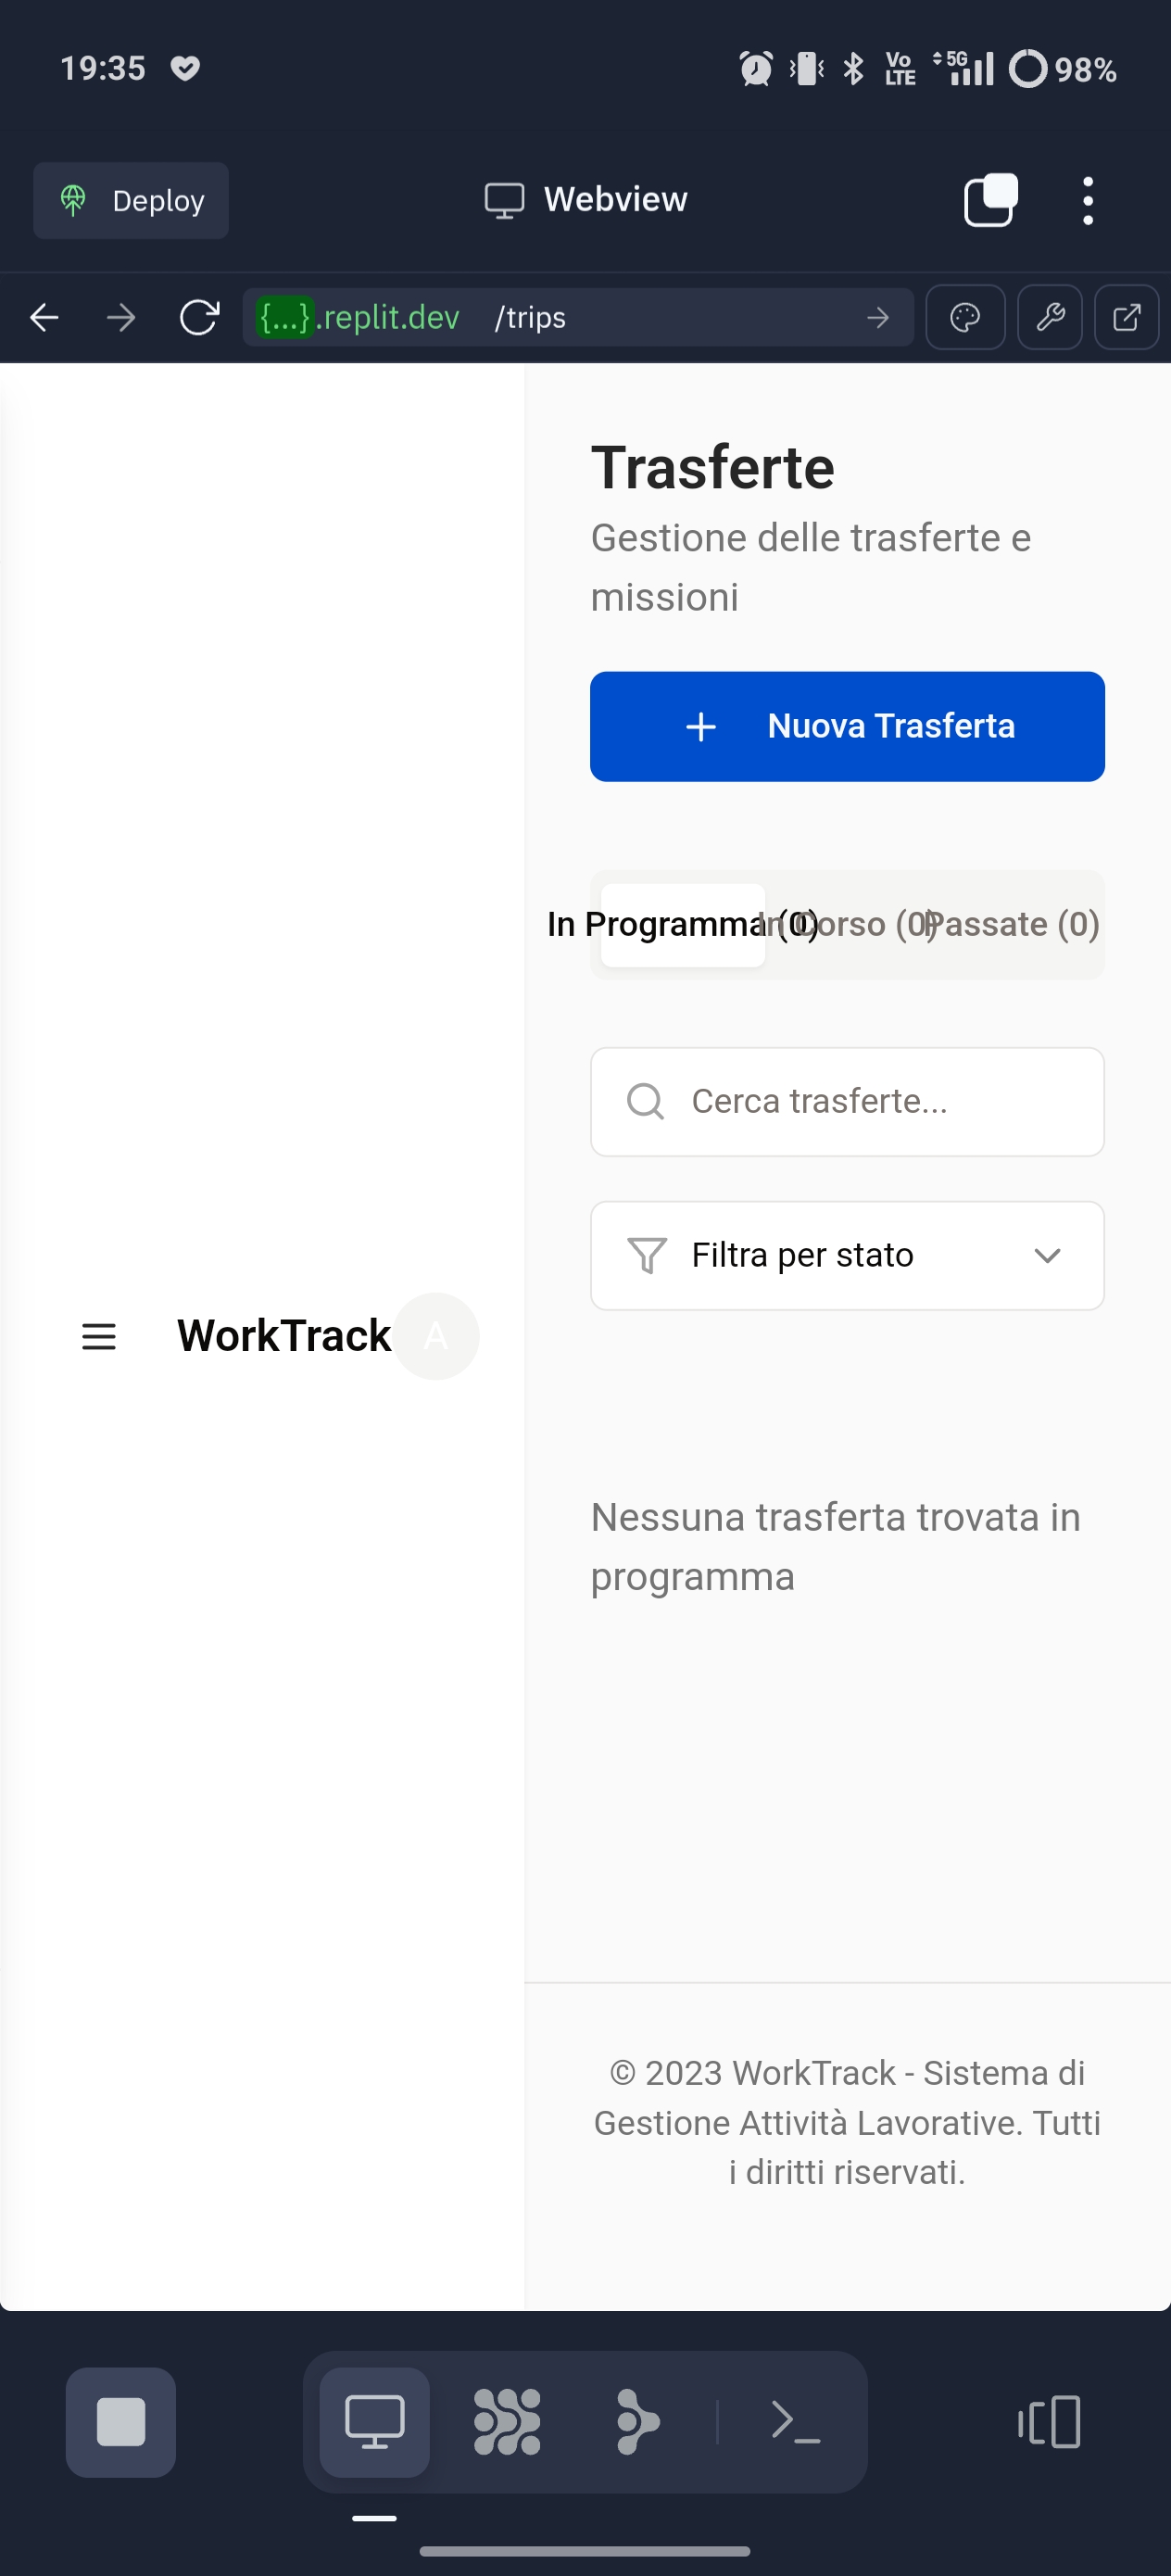 19:35
Vo LTE
5G
98%
Deploy
Webview
{...}.replit.dev /trips
Trasferte
Gestione delle trasferte e
missioni
+ Nuova Trasferta
In Programma (0)
In Corso (0)
Passate (0)
Cerca trasferte...
Filtra per stato
WorkTrack
A
Nessuna trasferta trovata in
programma
© 2023 WorkTrack - Sistema di
Gestione Attività Lavorative. Tutti
i diritti riservati.